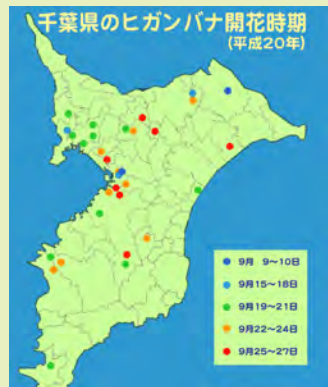 千葉県のヒガンバナ開花時期
(平成20年)
9月 9～10日
9月15～18日
9月19～21日
9月22～24日
9月25～27日